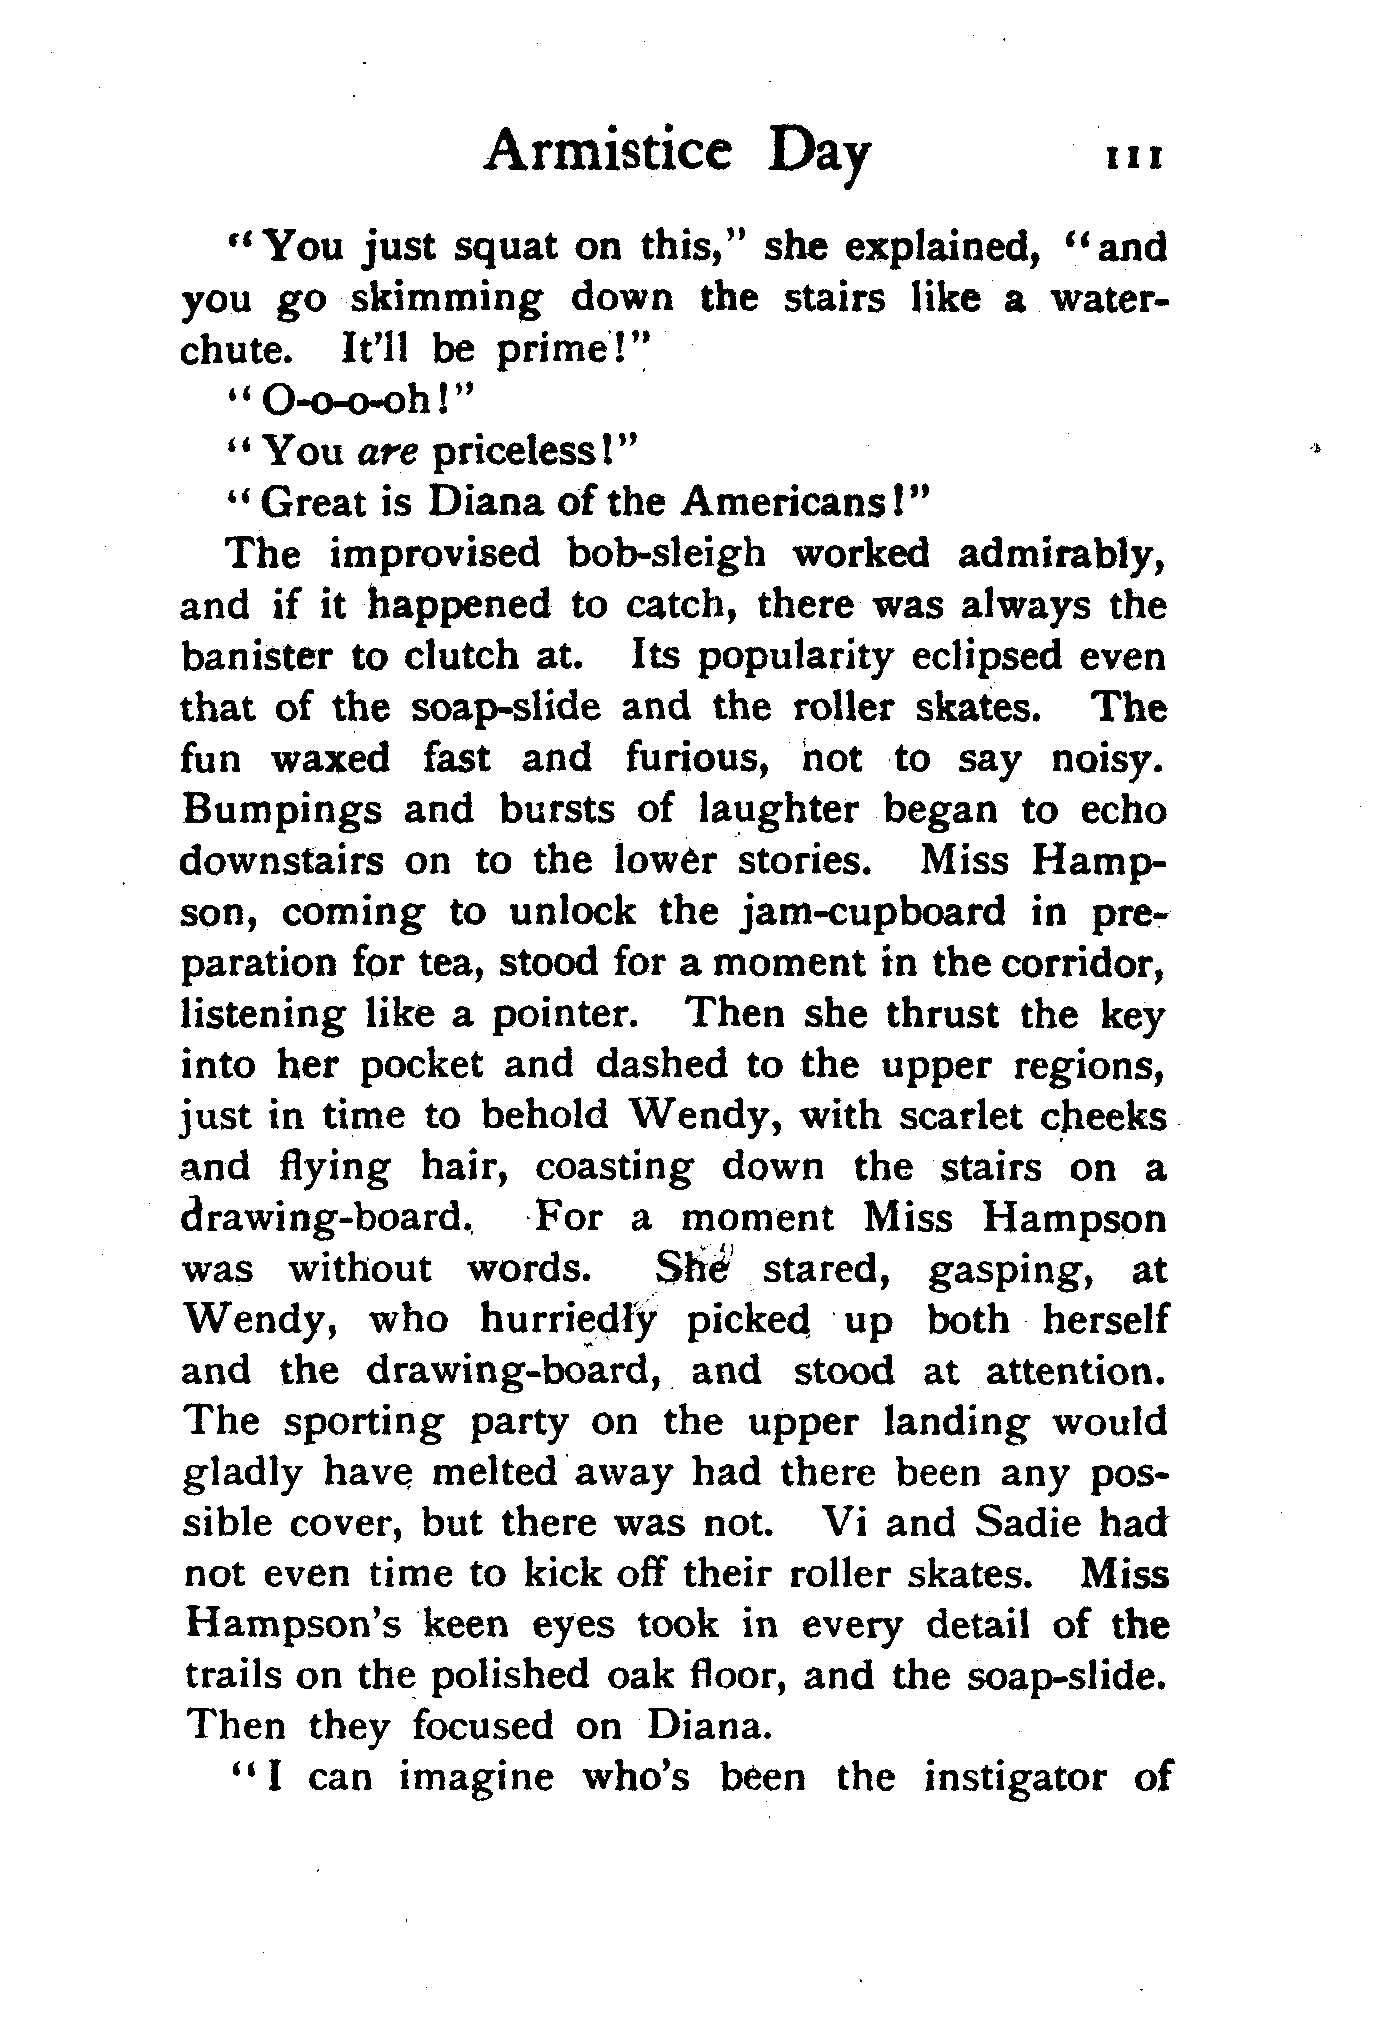 Armistice Day 111
"You just squat on this," she explained, "and
you go skimming down the stairs like a water-
chute. It'll be prime!"
"O-o-o-oh!"
"You are priceless!"
"Great is Diana of the Americans!"
The improvised bob-sleigh worked admirably,
and if it happened to catch, there was always the
banister to clutch at. Its popularity eclipsed even
that of the soap-slide and the roller skates. The
fun waxed fast and furious, not to say noisy.
Bumpings and bursts of laughter began to echo
downstairs on to the lower stories. Miss Hamp-
son, coming to unlock the jam-cupboard in pre-
paration for tea, stood for a moment in the corridor,
listening like a pointer. Then she thrust the key
into her pocket and dashed to the upper regions,
just in time to behold Wendy, with scarlet cheeks
and flying hair, coasting down the stairs on a
drawing-board. For a moment Miss Hampson
was without words. She stared, gasping, at
Wendy, who hurriedly picked up both herself
and the drawing-board, and stood at attention.
The sporting party on the upper landing would
gladly have melted away had there been any pos-
sible cover, but there was not. Vi and Sadie had
not even time to kick off their roller skates. Miss
Hampson's keen eyes took in every detail of the
trails on the polished oak floor, and the soap-slide.
Then they focused on Diana.
"I can imagine who's been the instigator of